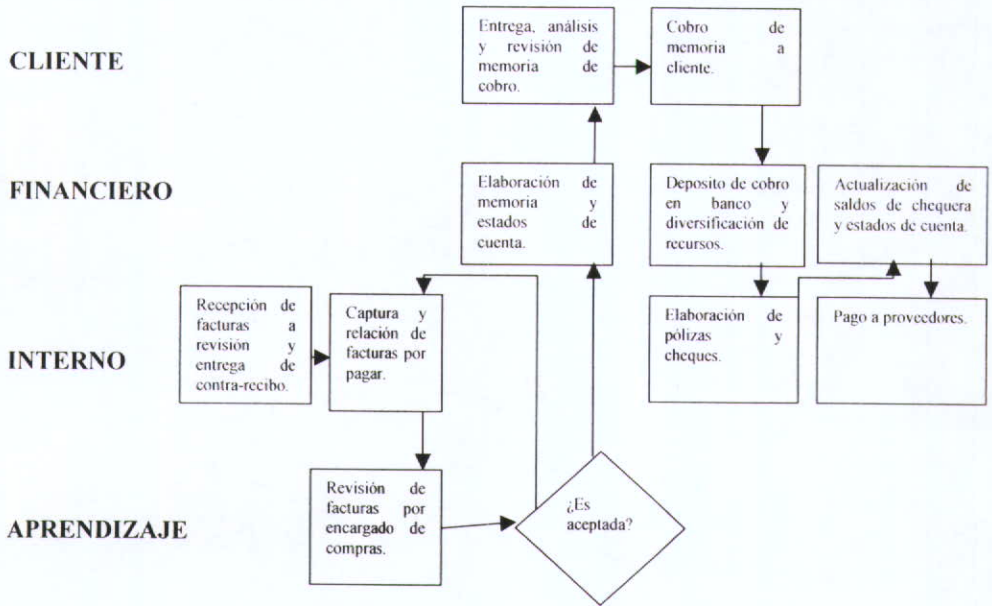 CLIENTE
Entrega, análisis
y revisión de
memoria de
cobro.
Cobro de
memoria a
cliente.
FINANCIERO
Elaboración de
memoria y
estados de
cuenta.
Deposito de cobro
en banco y
diversificación de
recursos.
Actualización de
saldos de chequera
y estados de cuenta.
INTERNO
Recepción de
facturas a
revisión y
entrega de
contra-recibo.
Captura y
relación de
facturas por
pagar.
Elaboración de
pólizas y
cheques.
Pago a proveedores.
APRENDIZAJE
Revisión de
facturas por
encargado de
compras.
¿Es
aceptada?